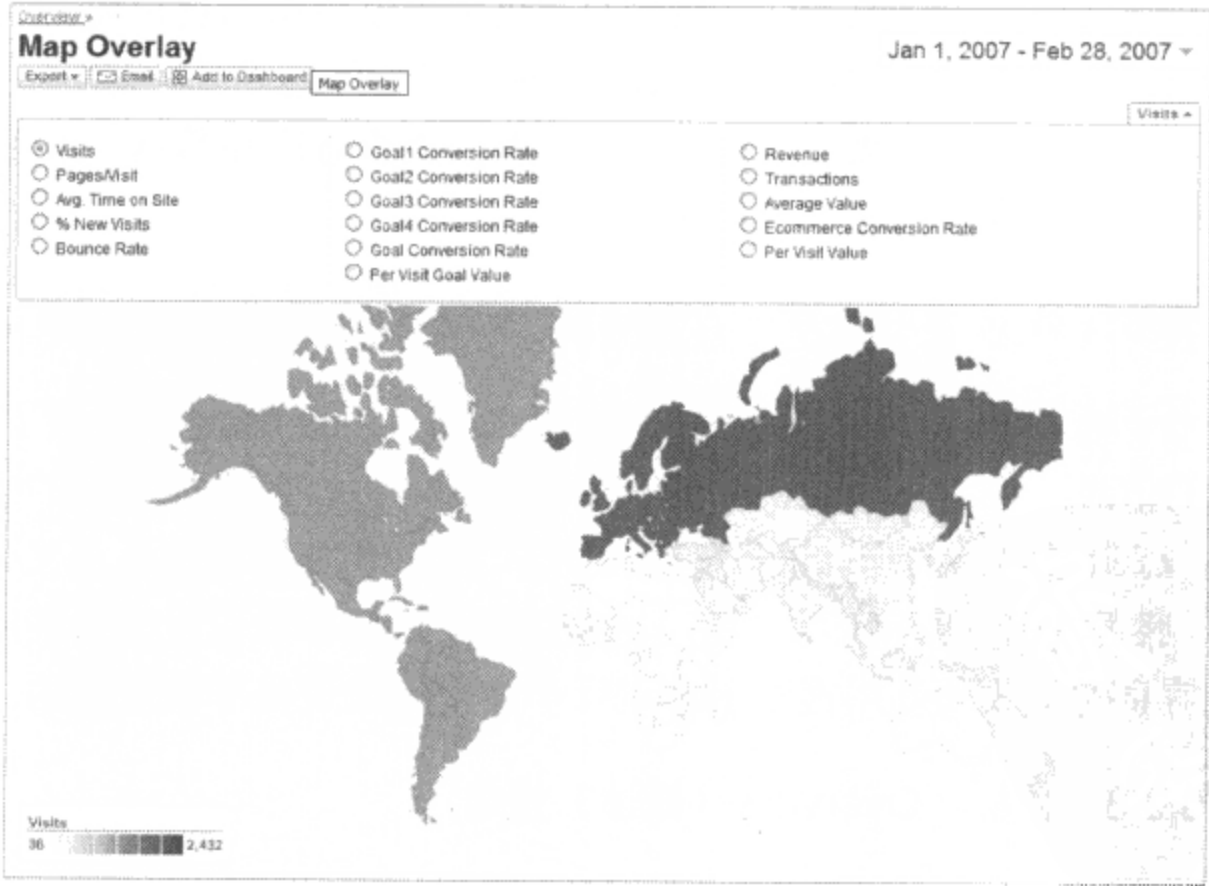 Overview »
Map Overlay
Jan 1, 2007 - Feb 28, 2007
Export
Email
Add to Dashboard
Map Overlay
Visits
Visits
Pages/Visit
Avg. Time on Site
% New Visits
Bounce Rate
Goal1 Conversion Rate
Goal2 Conversion Rate
Goal3 Conversion Rate
Goal4 Conversion Rate
Goal Conversion Rate
Per Visit Goal Value
Revenue
Transactions
Average Value
Ecommerce Conversion Rate
Per Visit Value
Visits
36 2,432